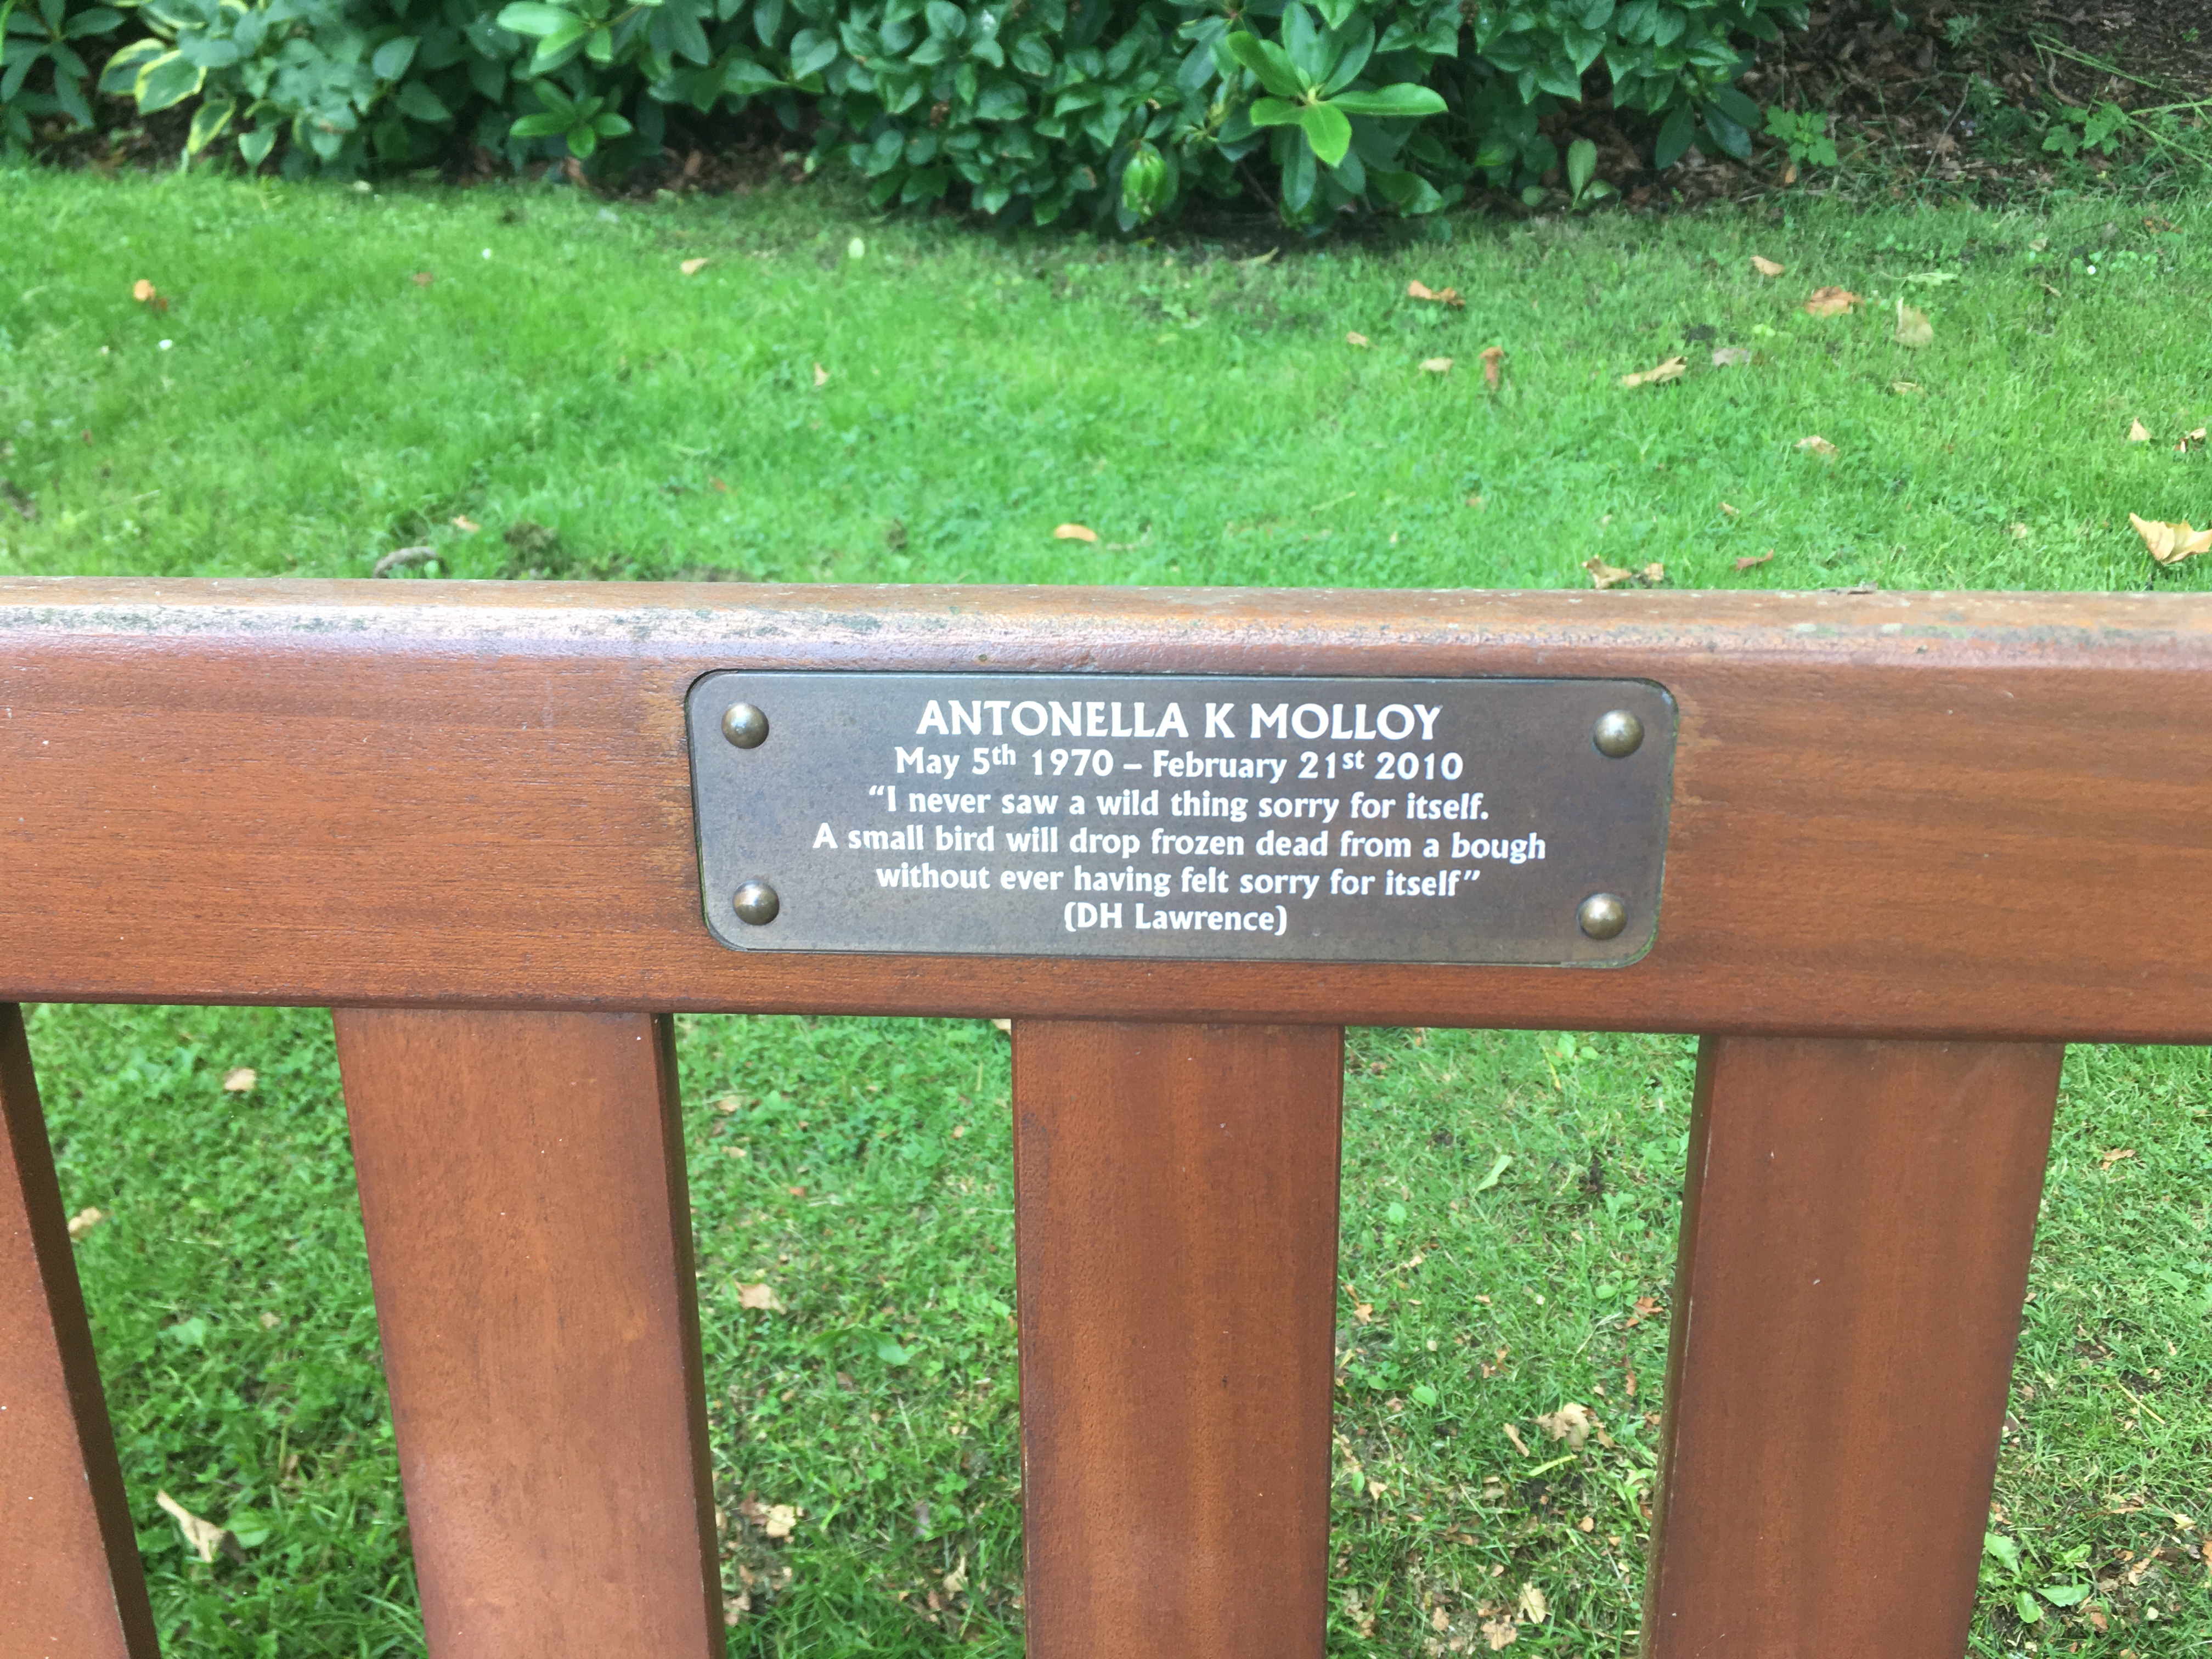 ANTONELLA K MOLLOY
May 5th 1970 – February 21st 2010
“I never saw a wild thing sorry for itself.
A small bird will drop frozen dead from a bough
without ever having felt sorry for itself”
(DH Lawrence)